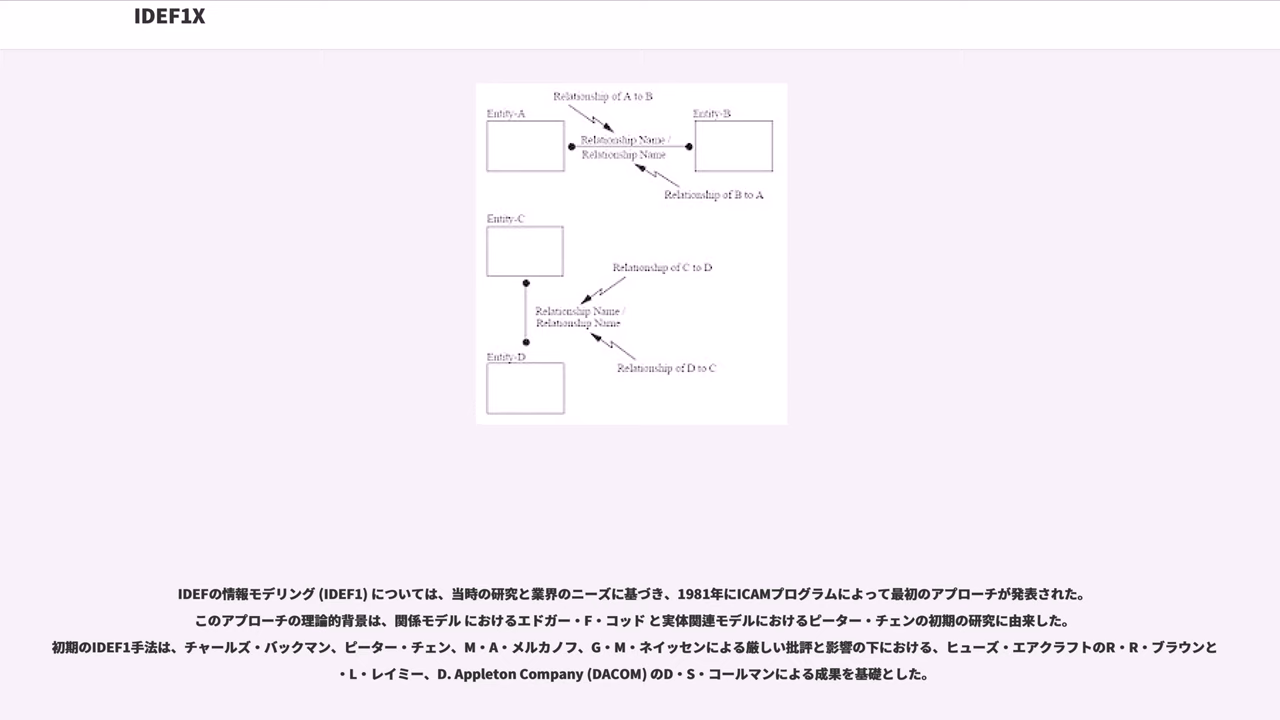 IDEF1X
Relationship of A to B
Entity-A
Entity-B
Relationship Name /
Relationship Name
Relationship of B to A
Entity-C
Relationship of C to D
Relationship Name /
Relationship Name
Entity-D
Relationship of D to C
IDEFの情報モデリング (IDEF1) については、当時の研究と業界のニーズに基づき、1981年にICAMプログラムによって最初のアプローチが発表された。
このアプローチの理論的背景は、関係モデル におけるエドガー・F・コッド と実体関連モデルにおけるピーター・チェンの初期の研究に由来した。
初期のIDEF1手法は、チャールズ・バックマン、ピーター・チェン、M・A・メルカノフ、G・M・ネイッセンによる厳しい批評と影響の下における、ヒューズ・エアクラフトのR・R・ブラウンと
・L・レイミー、D. Appleton Company (DACOM) のD・S・コールマンによる成果を基礎とした。